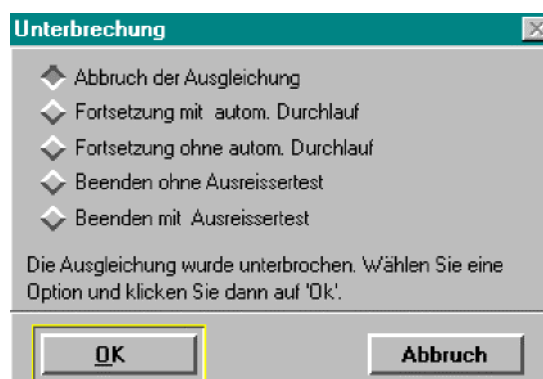 Unterbrechung
Abbruch der Ausgleichung
Fortsetzung mit autom. Durchlauf
Fortsetzung ohne autom. Durchlauf
Beenden ohne Ausreissertest
Beenden mit Ausreissertest
Die Ausgleichung wurde unterbrochen. Wählen Sie eine
Option und klicken Sie dann auf 'Ok'.
OK
Abbruch